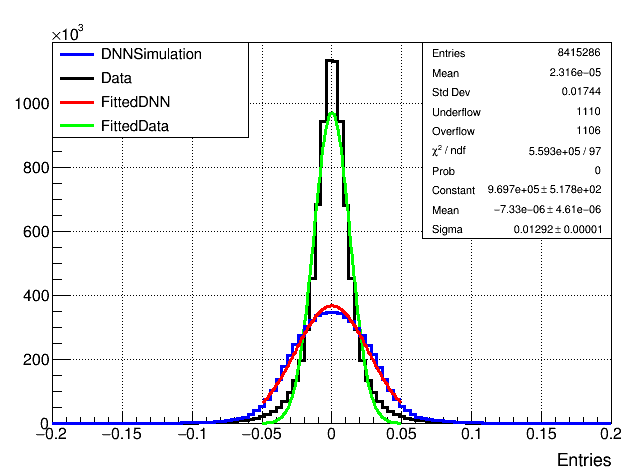 ×10³
DNNSimulation
Data
FittedDNN
FittedData
Entries 8415286
Mean 2.316e−05
Std Dev 0.01744
Underflow 1110
Overflow 1106
χ² / ndf 5.593e+05 / 97
Prob 0
Constant 9.697e+05 ± 5.178e+02
Mean −7.33e−06 ± 4.61e−06
Sigma 0.01292 ± 0.00001
1000
800
600
400
200
0
−0.2 −0.15 −0.1 −0.05 0 0.05 0.1 0.15 0.2
Entries